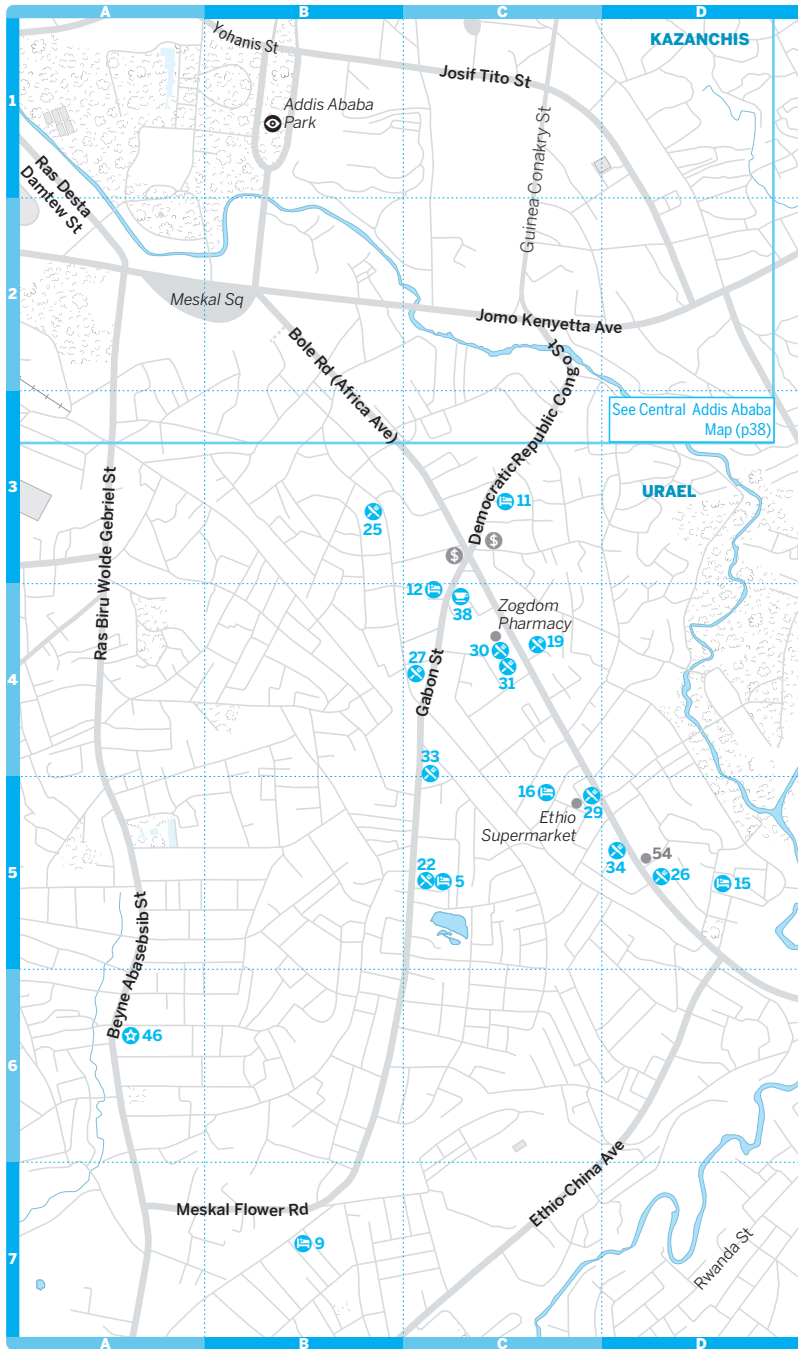 A
B
C
D
Yohanis St
KAZANCHIS
Josif Tito St
1
Addis Ababa
Park
Guinea Conakry St
Ras Desta
Damtew St
2
Meskal Sq
Jomo Kenyetta Ave
Bole Rd (Africa Ave)
Democratic Republic Congo St
See Central Addis Ababa
Map (p38)
3
URAEL
11
25
$
$
Ras Biru Wolde Gebriel St
12
38
Zogdom
Pharmacy
19
30
27
31
4
Gabon St
33
16
29
Ethio
Supermarket
34
54
5
22
5
26
15
Beyne Abasebsib St
46
6
Ethio-China Ave
Meskal Flower Rd
9
7
Rwanda St
A
B
C
D